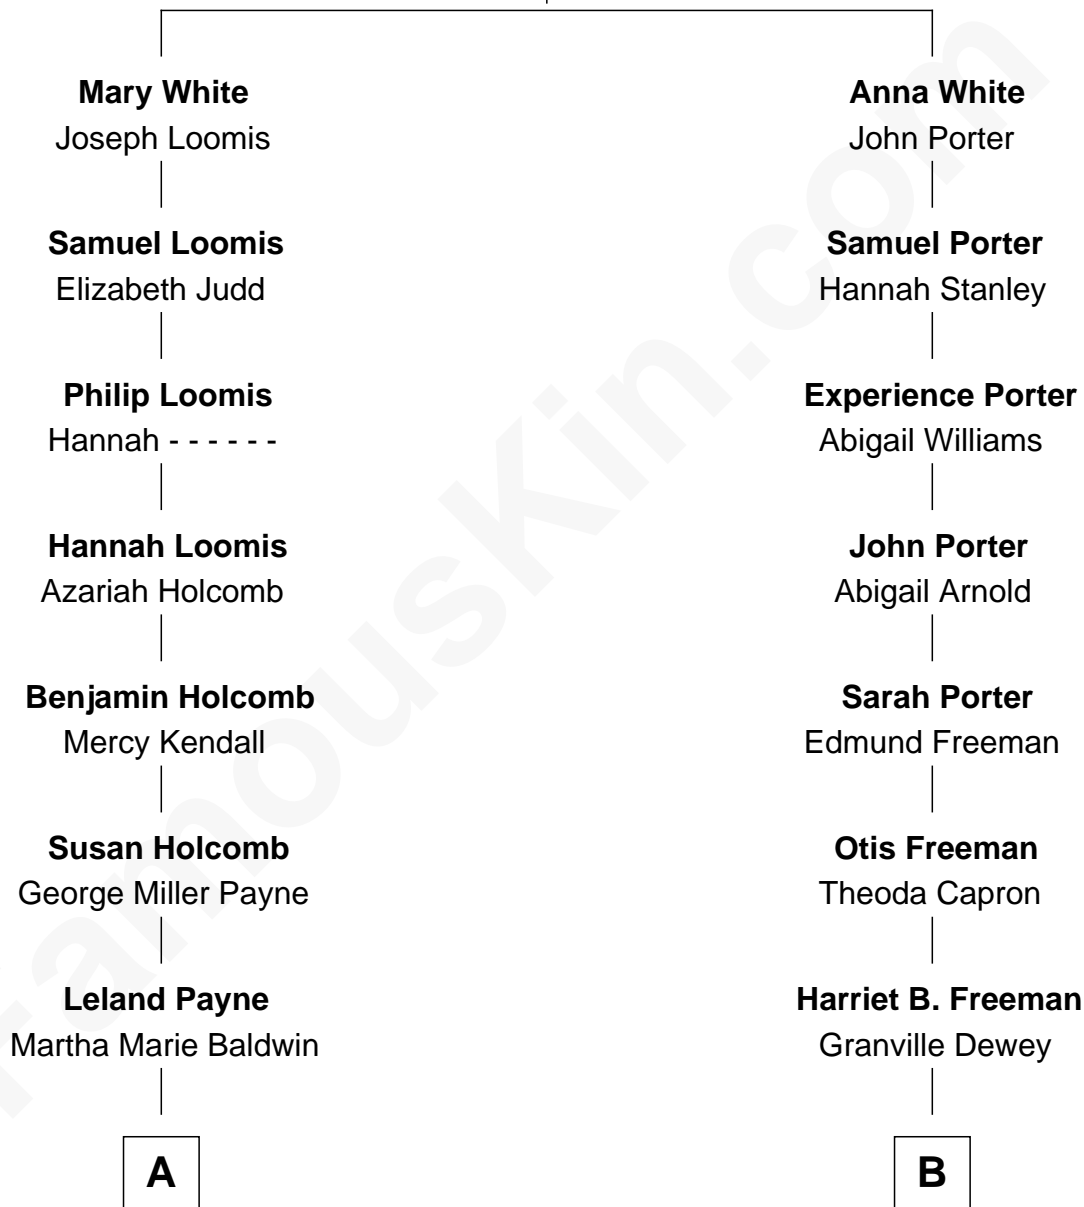 Mary White
Joseph Loomis
Samuel Loomis
Elizabeth Judd
Philip Loomis
Hannah - - - - - -
Hannah Loomis
Azariah Holcomb
Benjamin Holcomb
Mercy Kendall
Susan Holcomb
George Miller Payne
Leland Payne
Martha Marie Baldwin
A
Anna White
John Porter
Samuel Porter
Hannah Stanley
Experience Porter
Abigail Williams
John Porter
Abigail Arnold
Sarah Porter
Edmund Freeman
Otis Freeman
Theoda Capron
Harriet B. Freeman
Granville Dewey
B
FamousKin.com